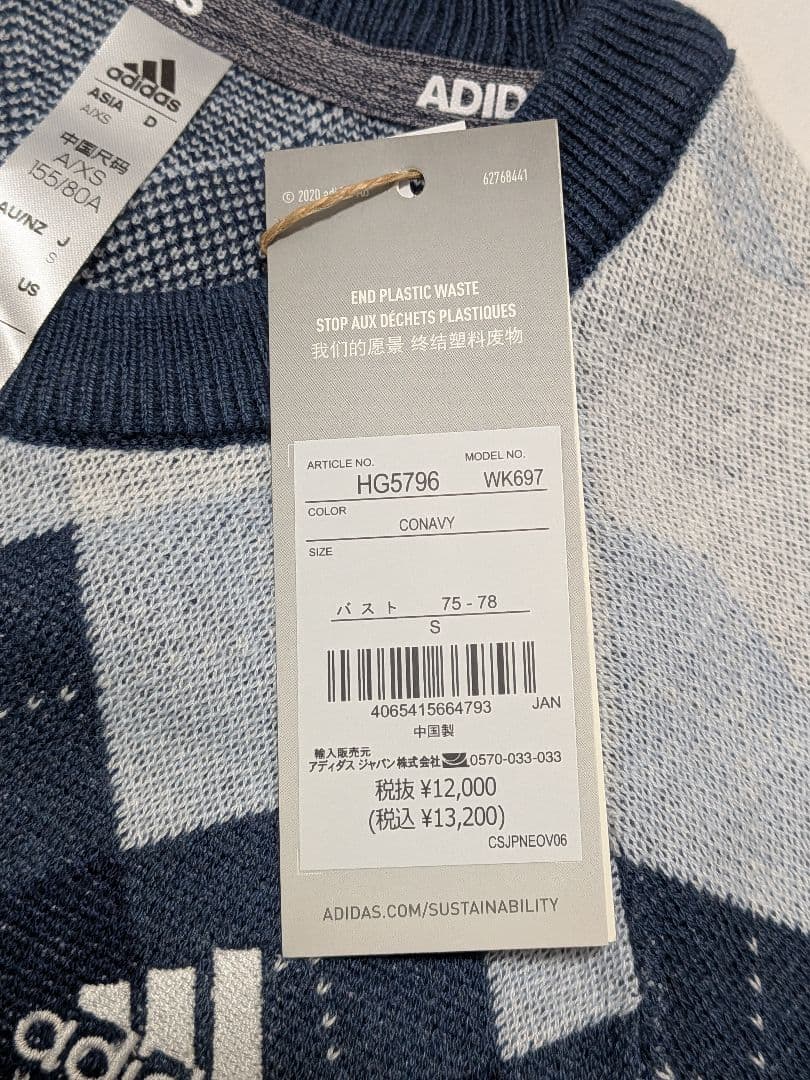 adidas
ASIA D
A/XS
中国尺码
A/XS
155/80A
AU/NZ J
S
US
ADID
© 2020
62768441
END PLASTIC WASTE
STOP AUX DÉCHETS PLASTIQUES
我们的愿景 终结塑料废物
ARTICLE NO. MODEL NO.
HG5796 WK697
COLOR
CONAVY
SIZE
バスト 75-78
S
4065415664793 JAN
中国製
輸入販売元
アディダス ジャパン株式会社 0570-033-033
税抜 ¥12,000
(税込 ¥13,200)
CSJPNEOV06
ADIDAS.COM/SUSTAINABILITY
adidas